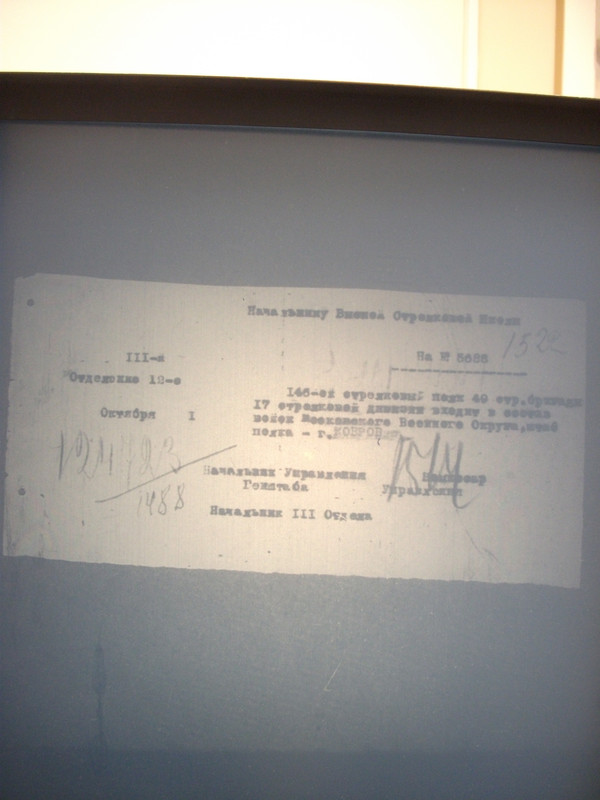 Начальнику Высшей Стрелковой Школы
1522
III-й
На № 5686
Отделение 12-е
146-ой стрелковый полк 49 стр.бригады
Октября 1
17 стрелковой дивизии входит в состав
войск Московского Военного Округа, штаб
полка - г. КОВРОВ
Начальник Управления
Генштаба
Комиссар
Управления
1488
Начальник III Отдела